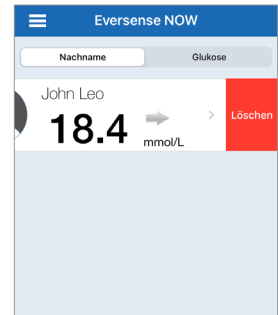 Eversense NOW
Nachname Glukose
John Leo
18.4 mmol/L
Löschen